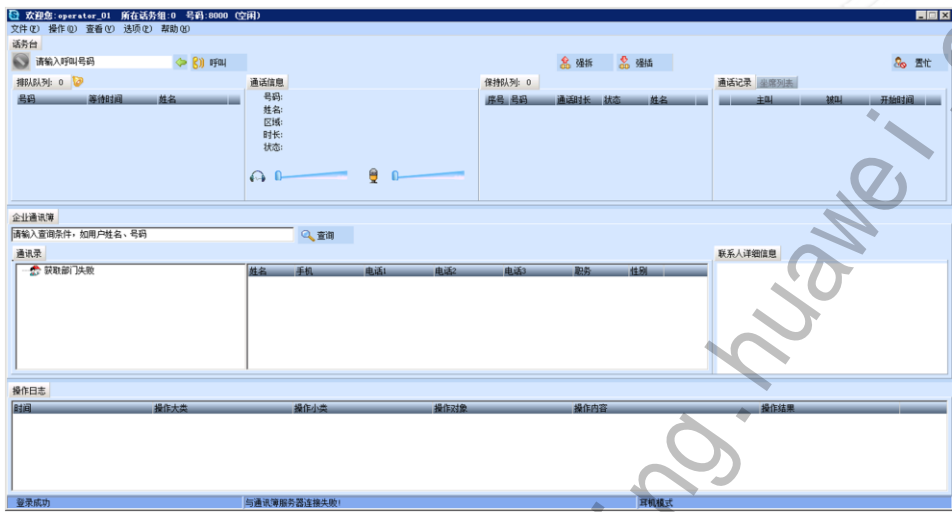 欢迎您:operater_01 所在话务组:0 号码:8000 (空闲)
文件(F) 操作(O) 查看(V) 选项(T) 帮助(H)
话务台
请输入呼叫号码 呼叫 强拆 强插 置忙
排队队列: 0 通话信息 保持队列: 0 通话记录 坐席列表
号码 等待时间 姓名 号码: 序号 号码 通话时长 状态 姓名 主叫 被叫 开始时间
姓名:
区域:
时长:
状态:
企业通讯簿
请输入查询条件，如用户姓名、号码 查询
通讯录 联系人详细信息
获取部门失败 姓名 手机 电话1 电话2 电话3 职务 性别
操作日志
时间 操作大类 操作小类 操作对象 操作内容 操作结果
登录成功 与通讯簿服务器连接失败! 耳机模式
ing.huawei.c